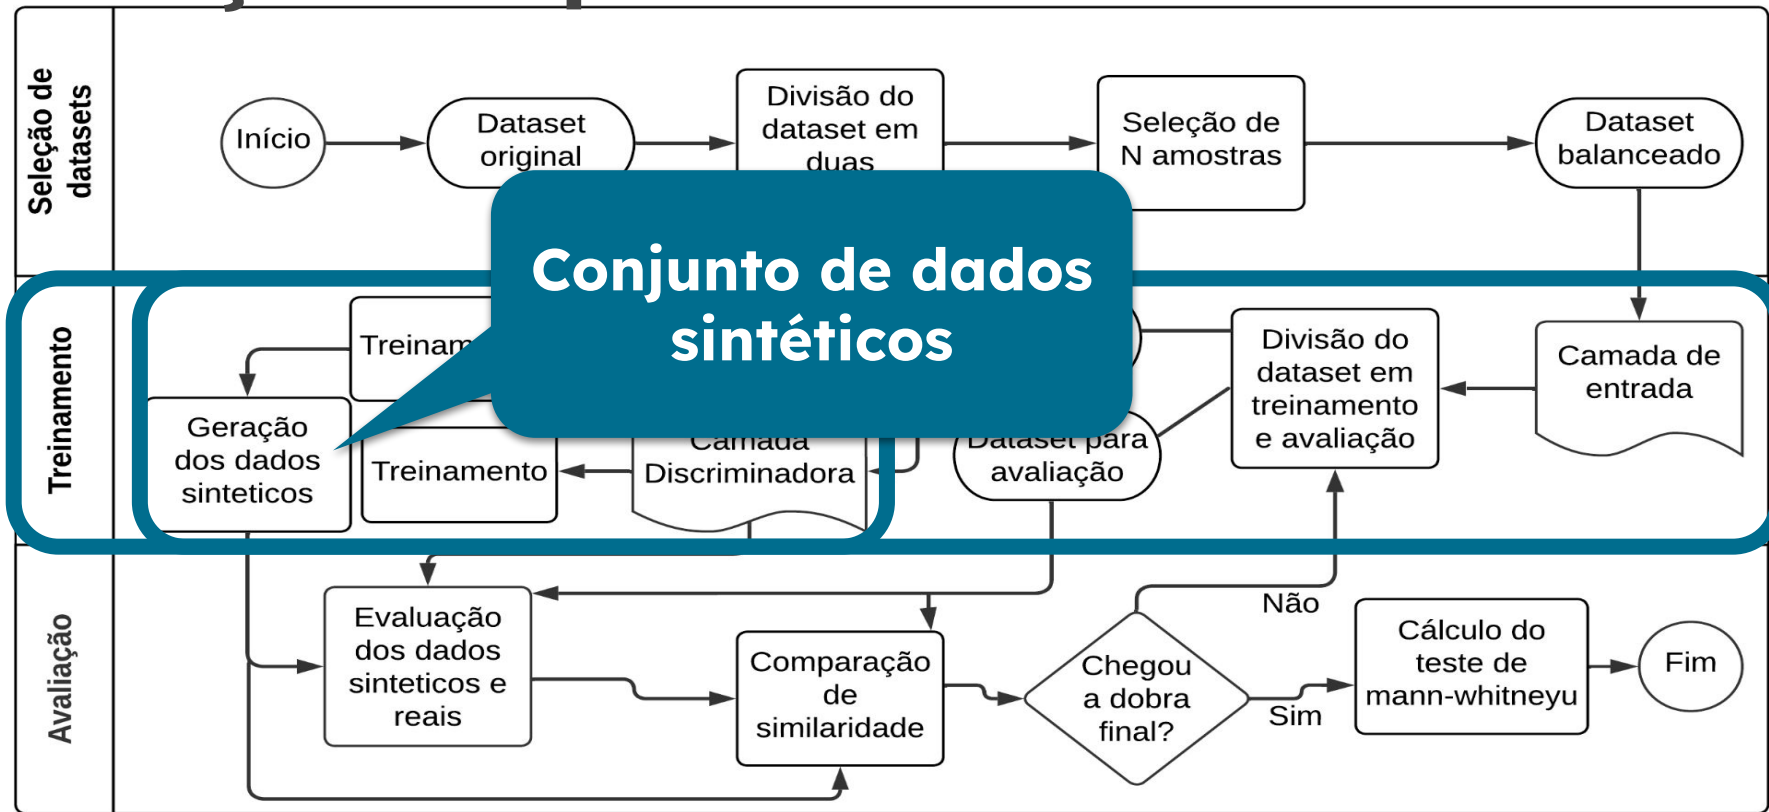 Seleção de
datasets
Início
Dataset
original
Divisão do
dataset em
duas
Seleção de
N amostras
Dataset
balanceado
Conjunto de dados
sintéticos
Treinamento
Geração
dos dados
sinteticos
Treinamento
Camada
Discriminadora
Dataset para
avaliação
Divisão do
dataset em
treinamento
e avaliação
Camada de
entrada
Avaliação
Evaluação
dos dados
sinteticos e
reais
Comparação
de
similaridade
Chegou
a dobra
final?
Não
Sim
Cálculo do
teste de
mann-whitneyu
Fim